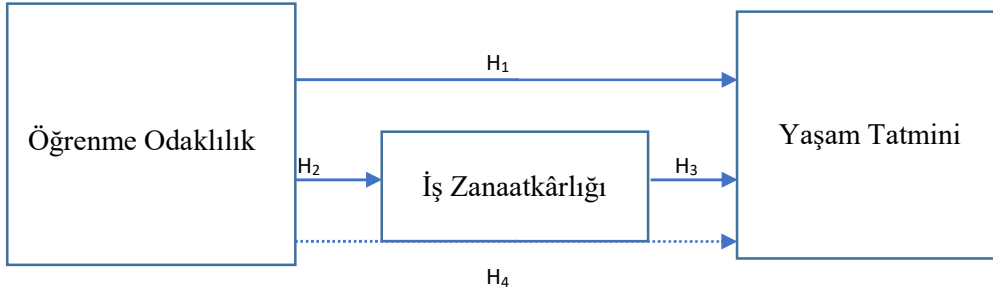 H₁
Öğrenme Odaklılık
Yaşam Tatmini
H₂
İş Zanaatkârlığı
H₃
H₄